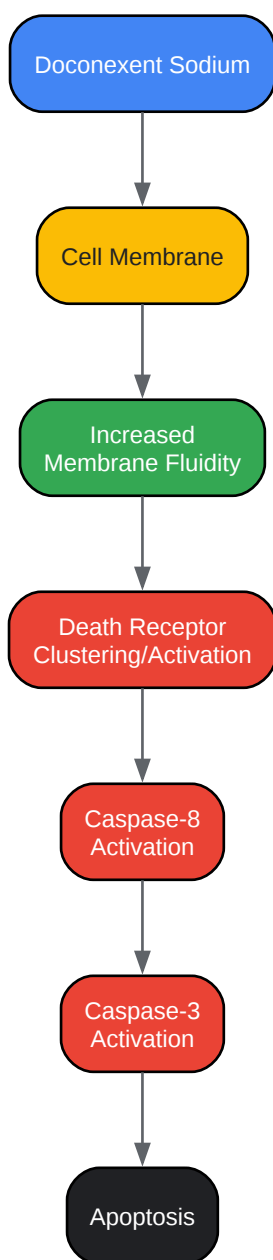 Doconexent Sodium
Cell Membrane
Increased
Membrane Fluidity
Death Receptor
Clustering/Activation
Caspase-8
Activation
Caspase-3
Activation
Apoptosis